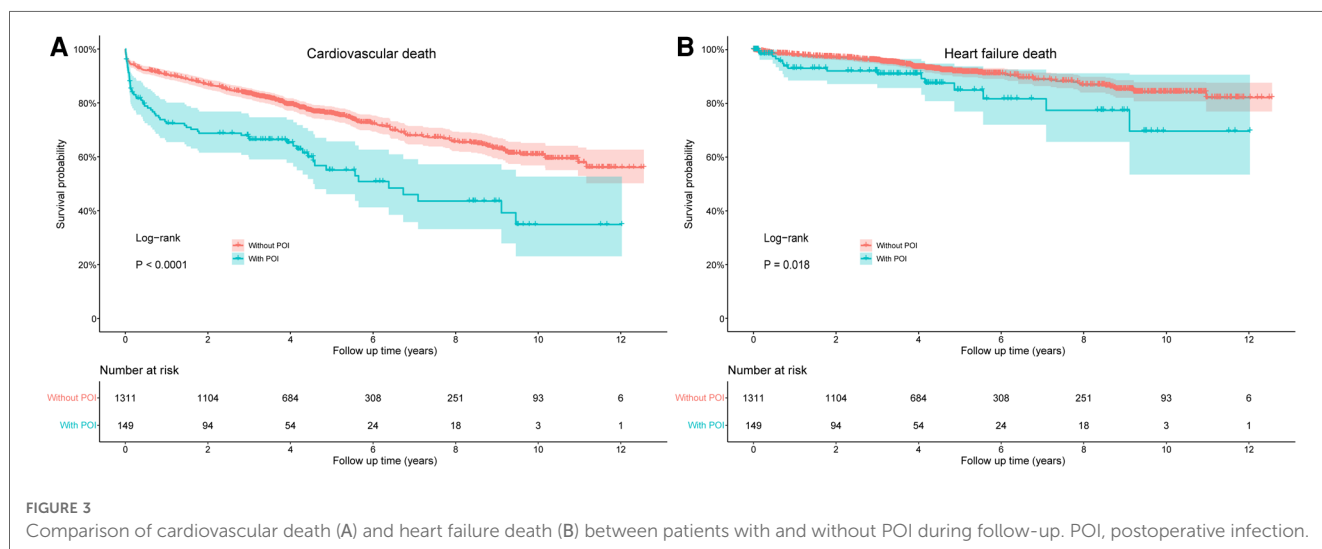 A
Cardiovascular death
100%
80%
60%
40%
20%
0
Survival probability
Log-rank
P < 0.0001
Without POI
With POI
0 2 4 6 8 10 12
Follow up time (years)
Number at risk
Without POI 1311 1104 684 308 251 93 6
With POI 149 94 54 24 18 3 1
0 2 4 6 8 10 12
Follow up time (years)
B
Heart failure death
100%
80%
60%
40%
20%
0
Survival probability
Log-rank
P = 0.018
Without POI
With POI
0 2 4 6 8 10 12
Follow up time (years)
Number at risk
Without POI 1311 1104 684 308 251 93 6
With POI 149 94 54 24 18 3 1
0 2 4 6 8 10 12
Follow up time (years)
FIGURE 3
Comparison of cardiovascular death (A) and heart failure death (B) between patients with and without POI during follow-up. POI, postoperative infection.